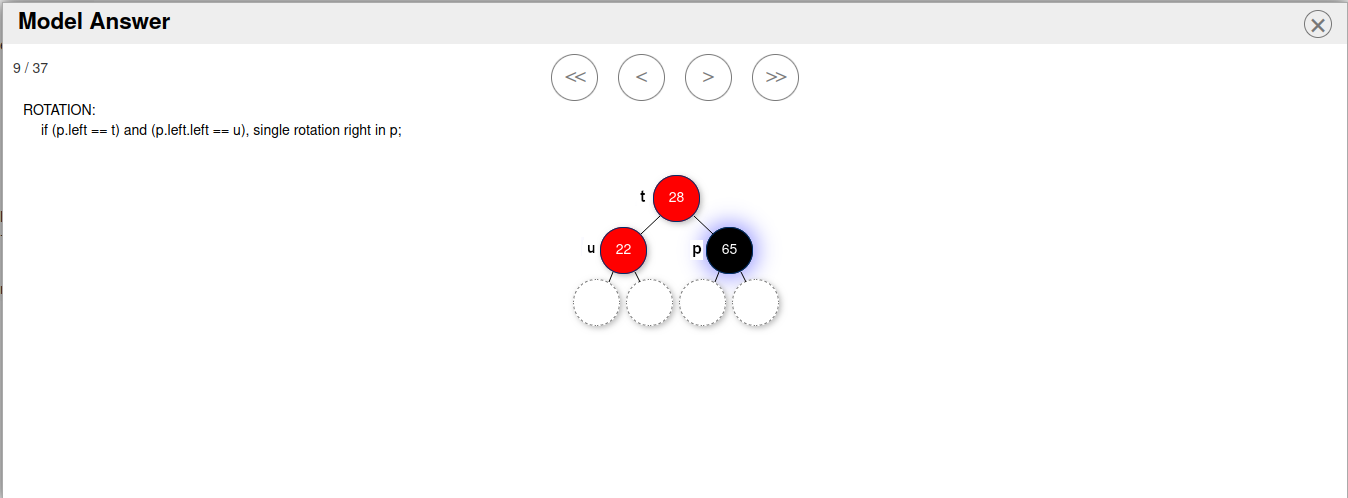 Model Answer
9 / 37
<< < > >>
ROTATION:
if (p.left == t) and (p.left.left == u), single rotation right in p;
t 28
u 22 p 65